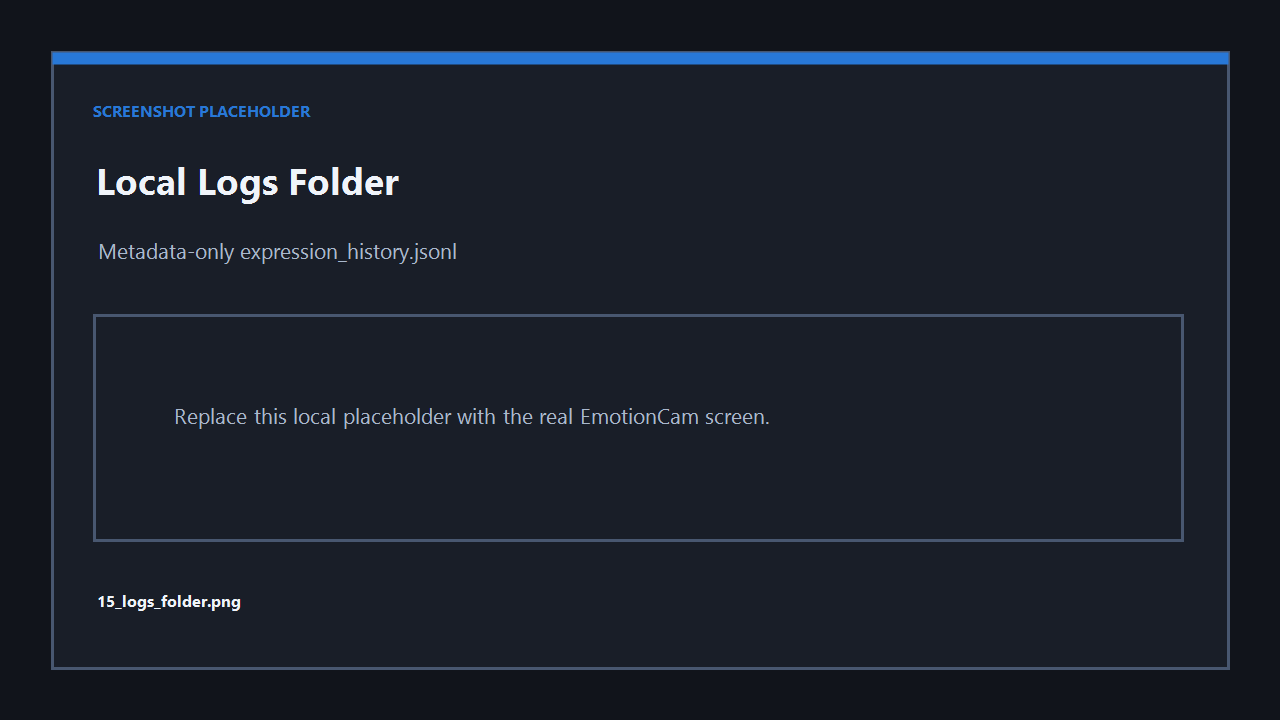 SCREENSHOT PLACEHOLDER
Local Logs Folder
Metadata-only expression_history.jsonl
Replace this local placeholder with the real EmotionCam screen.
15_logs_folder.png